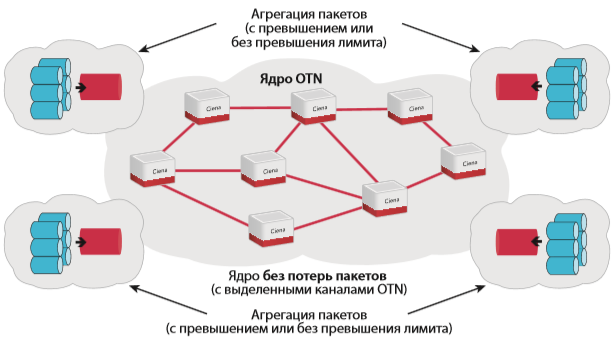 Агрегация пакетов
(с превышением или
без превышения лимита)
Ядро OTN
Ciena
Ciena
Ciena
Ciena
Ciena
Ciena
Ciena
Ciena
Ядро без потерь пакетов
(с выделенными каналами OTN)
Агрегация пакетов
(с превышением или без превышения лимита)